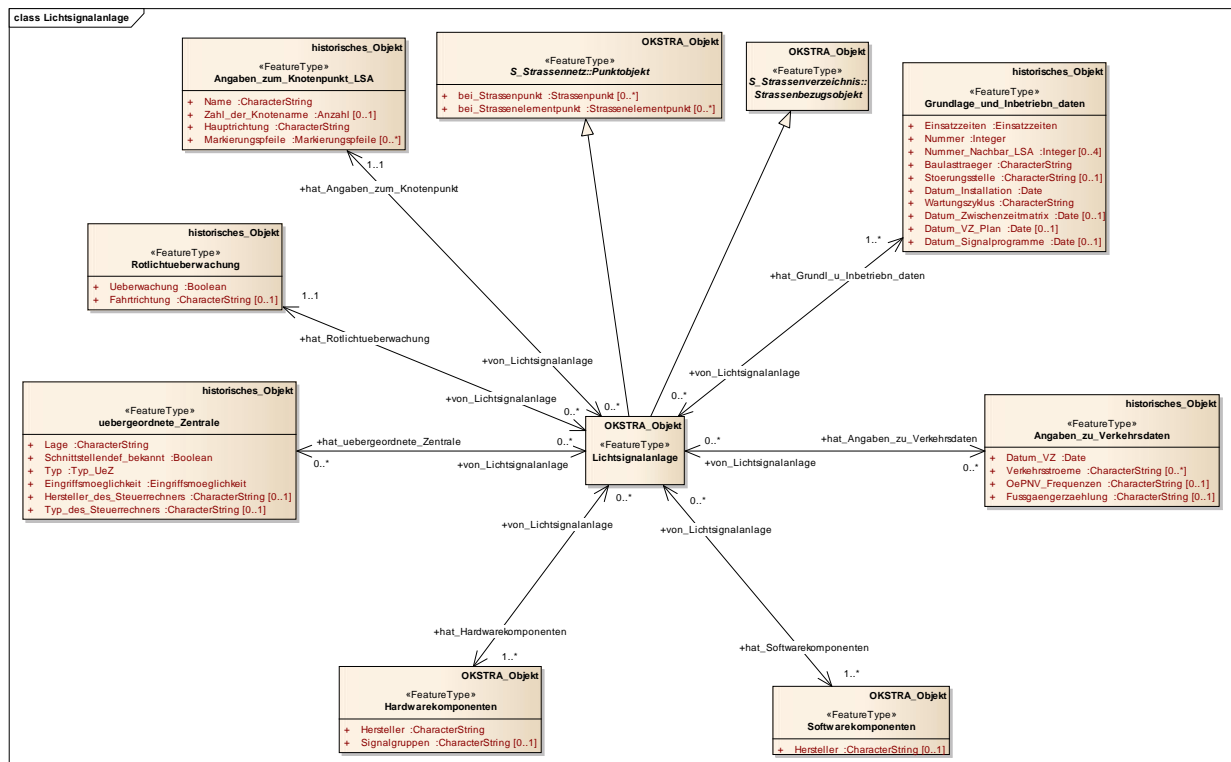 class Lichtsignalanlage
historisches_Objekt
«FeatureType»
Angaben_zum_Knotenpunkt_LSA
+ Name :CharacterString
+ Zahl_der_Knotenarme :Anzahl [0..1]
+ Hauptrichtung :CharacterString
+ Markierungspfeile :Markierungspfeile [0..*]
OKSTRA_Objekt
«FeatureType»
S_Strassennetz::Punktobjekt
+ bei_Strassenpunkt :Strassenpunkt [0..*]
+ bei_Strassenelementpunkt :Strassenelementpunkt [0..*]
OKSTRA_Objekt
«FeatureType»
S_Strassenverzeichnis::
Strassenbezugsobjekt
historisches_Objekt
«FeatureType»
Grundlage_und_Inbetriebn_daten
+ Einsatzzeiten :Einsatzzeiten
+ Nummer :Integer
+ Nummer_Nachbar_LSA :Integer [0..4]
+ Baulasttraeger :CharacterString
+ Stoerungsstelle :CharacterString [0..1]
+ Datum_Installation :Date
+ Wartungszyklus :CharacterString
+ Datum_Zwischenzeitmatrix :Date [0..1]
+ Datum_VZ_Plan :Date [0..1]
+ Datum_Signalprogramme :Date [0..1]
1..1
+hat_Angaben_zum_Knotenpunkt
1..*
+hat_Grundl_u_Inbetriebn_daten
historisches_Objekt
«FeatureType»
Rotlichtueberwachung
+ Ueberwachung :Boolean
+ Fahrtrichtung :CharacterString [0..1]
1..1
+hat_Rotlichtueberwachung
+von_Lichtsignalanlage
+von_Lichtsignalanlage
+von_Lichtsignalanlage
0..*
0..*
0..*
historisches_Objekt
«FeatureType»
uebergeordnete_Zentrale
+ Lage :CharacterString
+ Schnittstellendef_bekannt :Boolean
+ Typ :Typ_UeZ
+ Eingriffsmoeglichkeit :Eingriffsmoeglichkeit
+ Hersteller_des_Steuerrechners :CharacterString [0..1]
+ Typ_des_Steuerrechners :CharacterString [0..1]
+hat_uebergeordnete_Zentrale
0..*
0..*
+von_Lichtsignalanlage
OKSTRA_Objekt
«FeatureType»
Lichtsignalanlage
0..*
+hat_Angaben_zu_Verkehrsdaten
+von_Lichtsignalanlage
0..*
historisches_Objekt
«FeatureType»
Angaben_zu_Verkehrsdaten
+ Datum_VZ :Date
+ Verkehrsstroeme :CharacterString [0..*]
+ OePNV_Frequenzen :CharacterString [0..1]
+ Fussgaengerzaehlung :CharacterString [0..1]
0..*
0..*
+von_Lichtsignalanlage
+von_Lichtsignalanlage
+hat_Hardwarekomponenten
1..*
+hat_Softwarekomponenten
1..*
OKSTRA_Objekt
«FeatureType»
Hardwarekomponenten
+ Hersteller :CharacterString
+ Signalgruppen :CharacterString [0..1]
OKSTRA_Objekt
«FeatureType»
Softwarekomponenten
+ Hersteller :CharacterString [0..1]